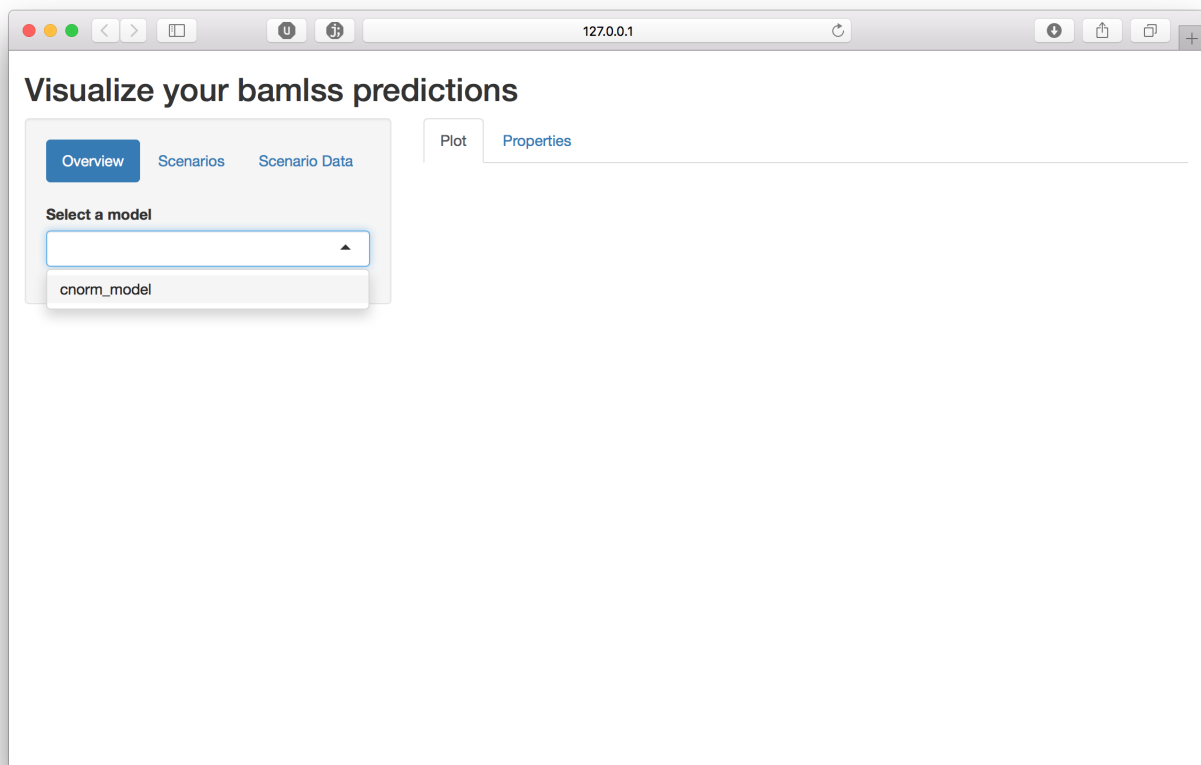 127.0.0.1
Visualize your bamlss predictions
Overview Scenarios Scenario Data
Plot Properties
Select a model
cnorm_model